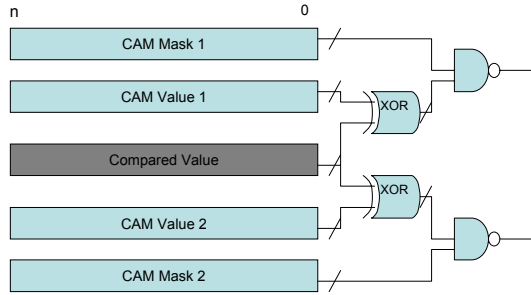 n 0
CAM Mask 1
CAM Value 1
XOR
Compared Value
XOR
CAM Value 2
CAM Mask 2